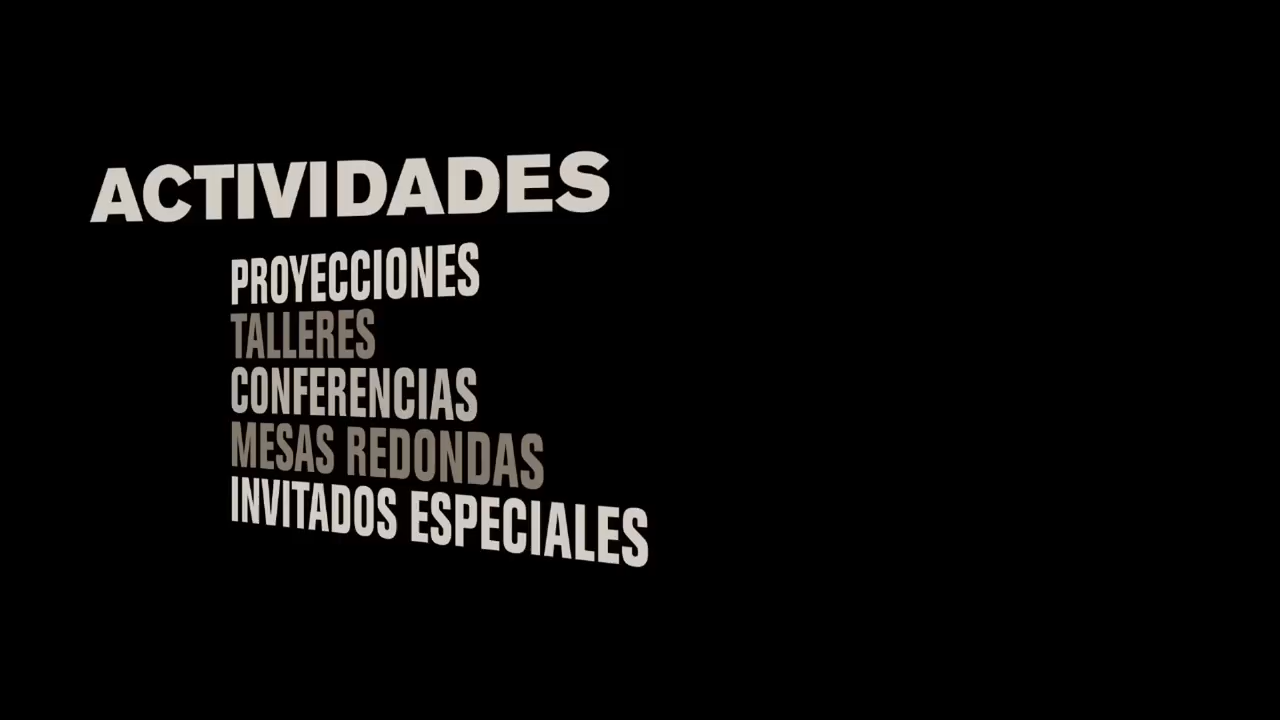 ACTIVIDADES
PROYECCIONES
TALLERES
CONFERENCIAS
MESAS REDONDAS
INVITADOS ESPECIALES